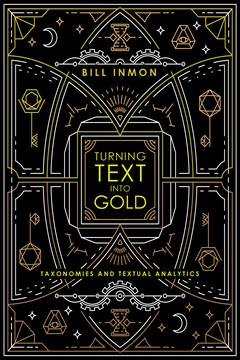 BILL INMON
TURNING
TEXT
INTO
GOLD
TAXONOMIES AND TEXTUAL ANALYTICS